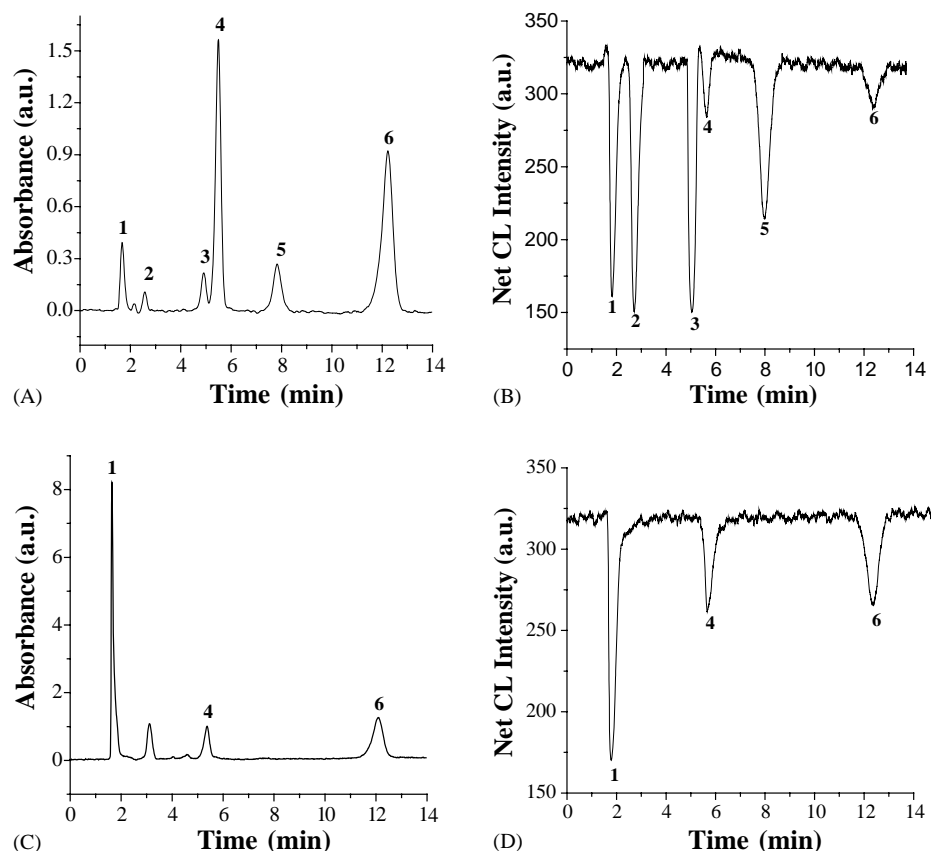 Absorbance (a.u.)
1.5
1.2
0.9
0.6
0.3
0.0
1
2
3
4
5
6
0 2 4 6 8 10 12 14
Time (min)
(A)
Net CL Intensity (a.u.)
350
300
250
200
150
1
2
3
4
5
6
0 2 4 6 8 10 12 14
Time (min)
(B)
Absorbance (a.u.)
8
6
4
2
0
1
4
6
0 2 4 6 8 10 12 14
Time (min)
(C)
Net CL Intensity (a.u.)
350
300
250
200
150
1
4
6
0 2 4 6 8 10 12 14
Time (min)
(D)